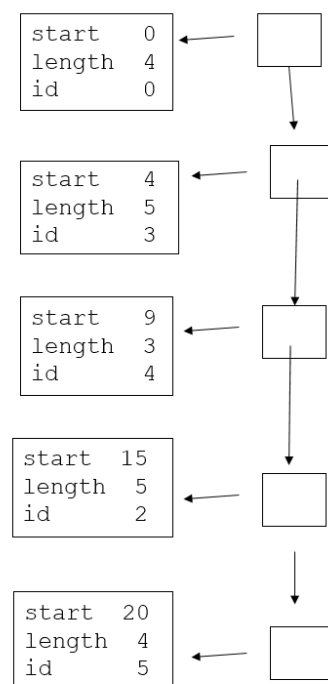 start 0
length 4
id 0
start 4
length 5
id 3
start 9
length 3
id 4
start 15
length 5
id 2
start 20
length 4
id 5